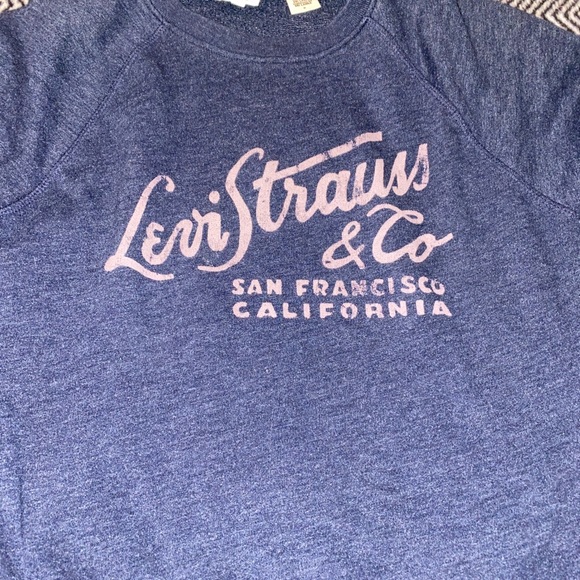 Levi Strauss
& Co
SAN FRANCISCO
CALIFORNIA